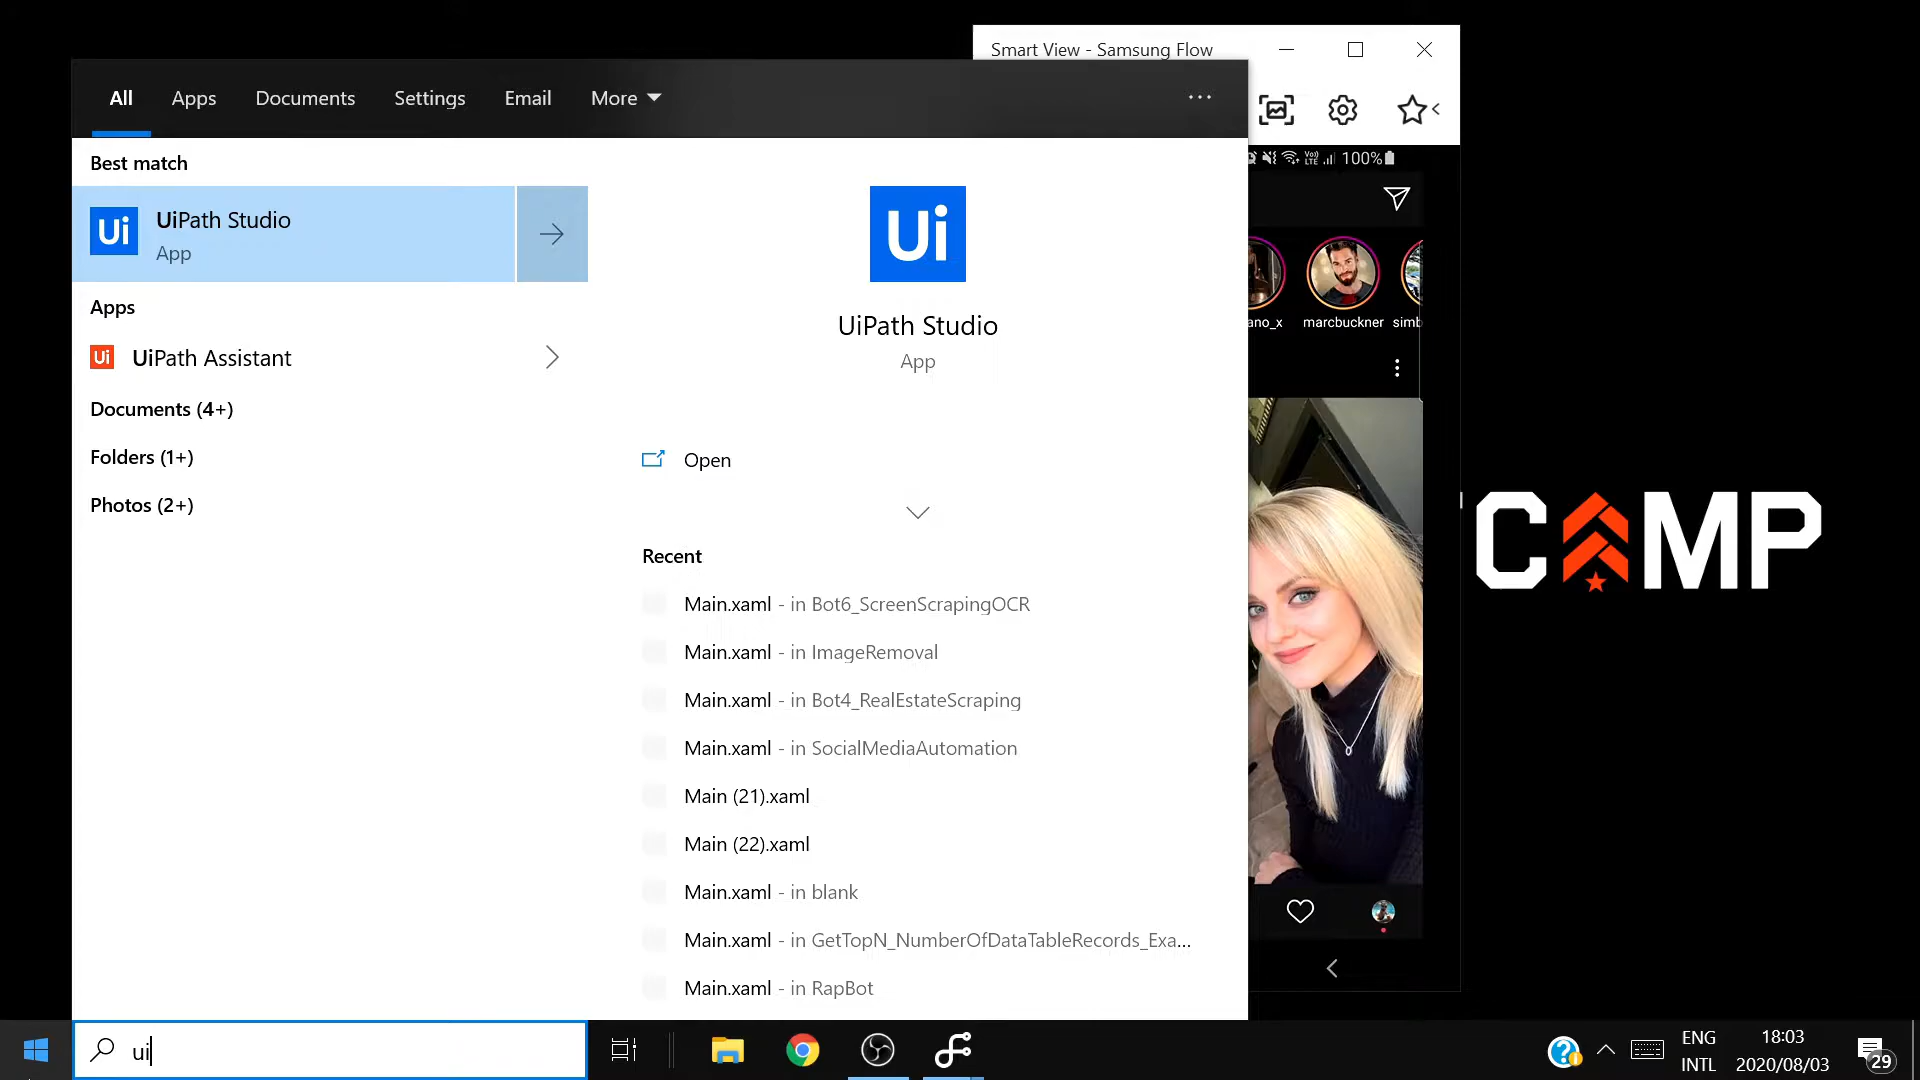 Smart View - Samsung Flow
All
Apps
Documents
Settings
Email
More
Best match
UiPath Studio
App
Apps
UiPath Assistant
Documents (4+)
Folders (1+)
Photos (2+)
Ui
UiPath Studio
App
Open
Recent
Main.xaml - in Bot6_ScreenScrapingOCR
Main.xaml - in ImageRemoval
Main.xaml - in Bot4_RealEstateScraping
Main.xaml - in SocialMediaAutomation
Main (21).xaml
Main (22).xaml
Main.xaml - in blank
Main.xaml - in GetTopN_NumberOfDataTableRecords_Exa...
Main.xaml - in RapBot
100%
ano_x
marcbuckner
simb
CAMP
ui
ENG
INTL
18:03
2020/08/03
29